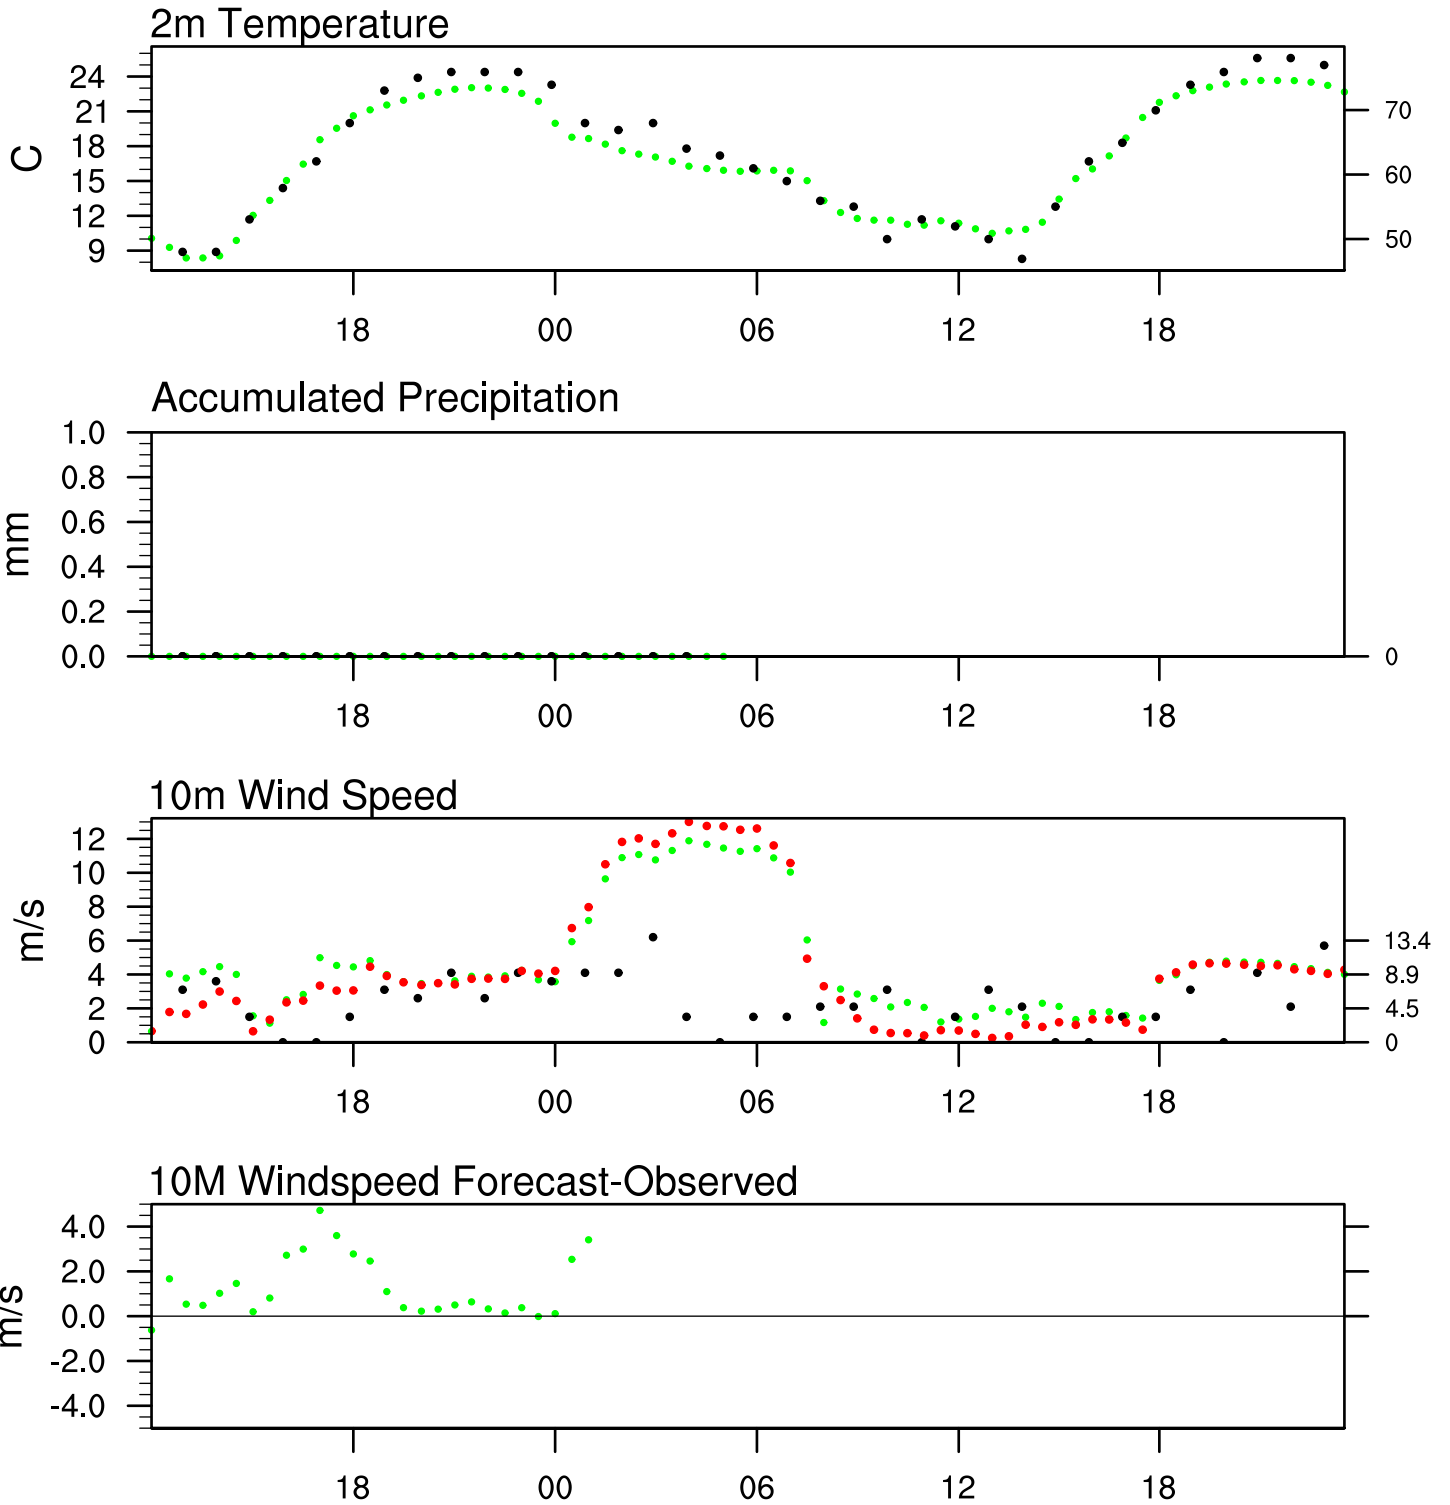 2m Temperature
24
21
18
15
12
9
C
70
60
50
18 00 06 12 18
Accumulated Precipitation
1.0
0.8
0.6
0.4
0.2
0.0
mm
0
18 00 06 12 18
10m Wind Speed
12
10
8
6
4
2
0
m/s
13.4
8.9
4.5
0
18 00 06 12 18
10M Windspeed Forecast-Observed
4.0
2.0
0.0
-2.0
-4.0
m/s
18 00 06 12 18